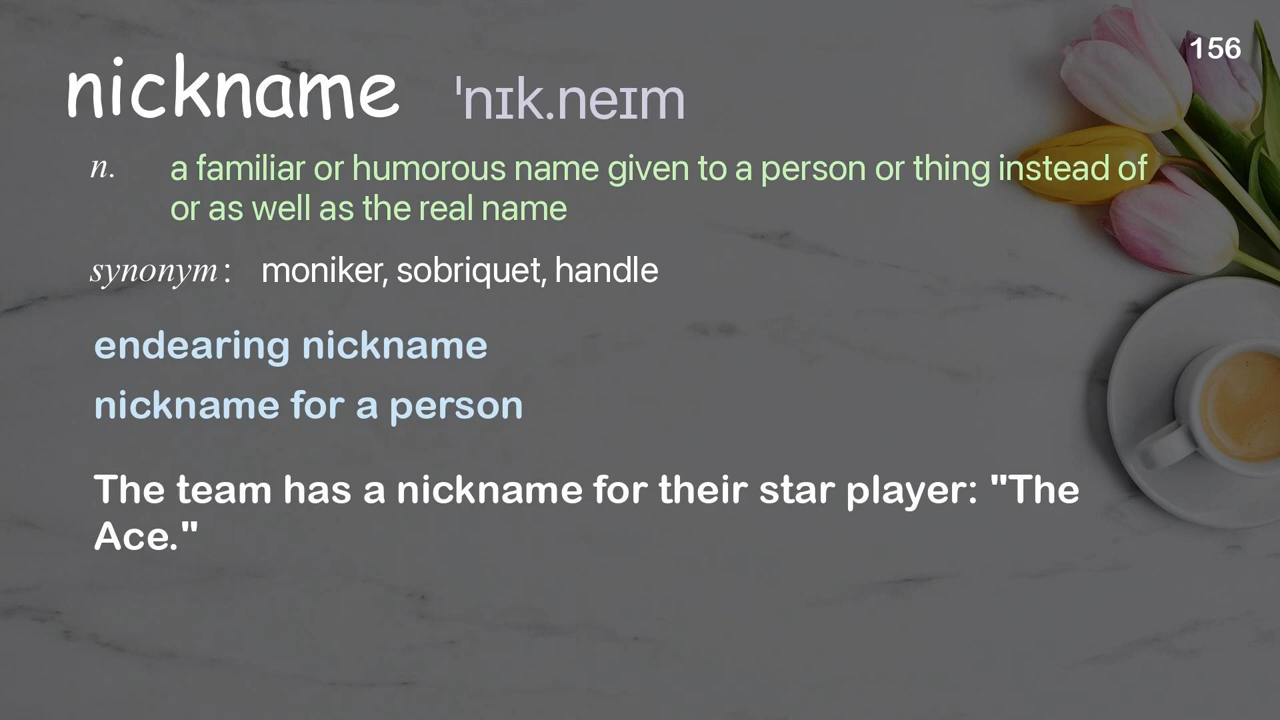 156
nickname ˈnɪk.neɪm
n. a familiar or humorous name given to a person or thing instead of
or as well as the real name
synonym: moniker, sobriquet, handle
endearing nickname
nickname for a person
The team has a nickname for their star player: "The
Ace."